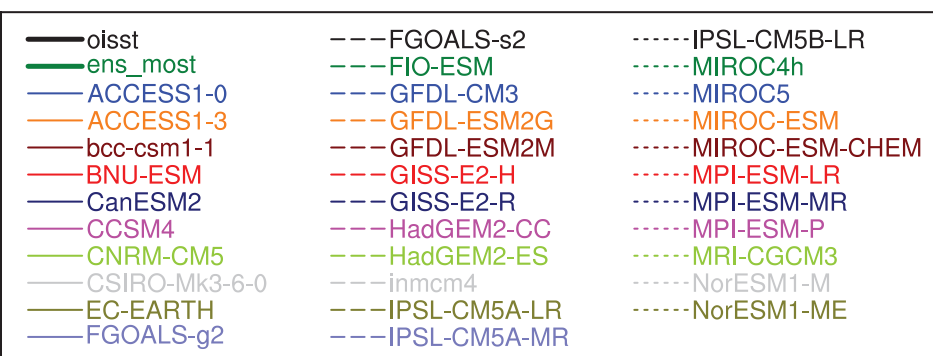 oisst
ens_most
ACCESS1-0
ACCESS1-3
bcc-csm1-1
BNU-ESM
CanESM2
CCSM4
CNRM-CM5
CSIRO-Mk3-6-0
EC-EARTH
FGOALS-g2
FGOALS-s2
FIO-ESM
GFDL-CM3
GFDL-ESM2G
GFDL-ESM2M
GISS-E2-H
GISS-E2-R
HadGEM2-CC
HadGEM2-ES
inmcm4
IPSL-CM5A-LR
IPSL-CM5A-MR
IPSL-CM5B-LR
MIROC4h
MIROC5
MIROC-ESM
MIROC-ESM-CHEM
MPI-ESM-LR
MPI-ESM-MR
MPI-ESM-P
MRI-CGCM3
NorESM1-M
NorESM1-ME